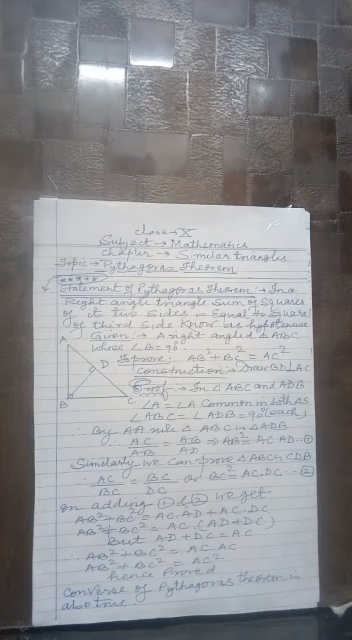 class → X
Subject → Mathematics
Chapter → Similar triangles
Topic → Pythagoras Theorem
*****
Statement of Pythagoras Theorem → In a
Right angle triangle Sum of Squares
of its two sides is Equal to Square
of third side Know as hypotenuse
Given :→ A right angled △ABC
where ∠B=90°
To prove: AB²+BC² = AC²
construction → Draw BD⊥AC
Proof → In △ABC and ADB
∠A = ∠A Common in both △s
∠ABC = ∠ADB = 90° (each)
A
D
B
C
∴ By AA rule △ABC ~ △ADB
∴ AC/AB = AB/AD ⇒ AB² = AC.AD — ①
Similarly we can prove △ABC ~ CDB
∴ AC/BC = BC/DC or BC² = AC.DC — ②
on adding ① & ② we get
AB²+BC² = AC.AD + AC.DC
AB²+BC² = AC.(AD+DC)
But AD+DC = AC
∴ AB²+BC² = AC.AC
AB²+BC² = AC²
hence Proved
converse of Pythagoras theorem is
also true